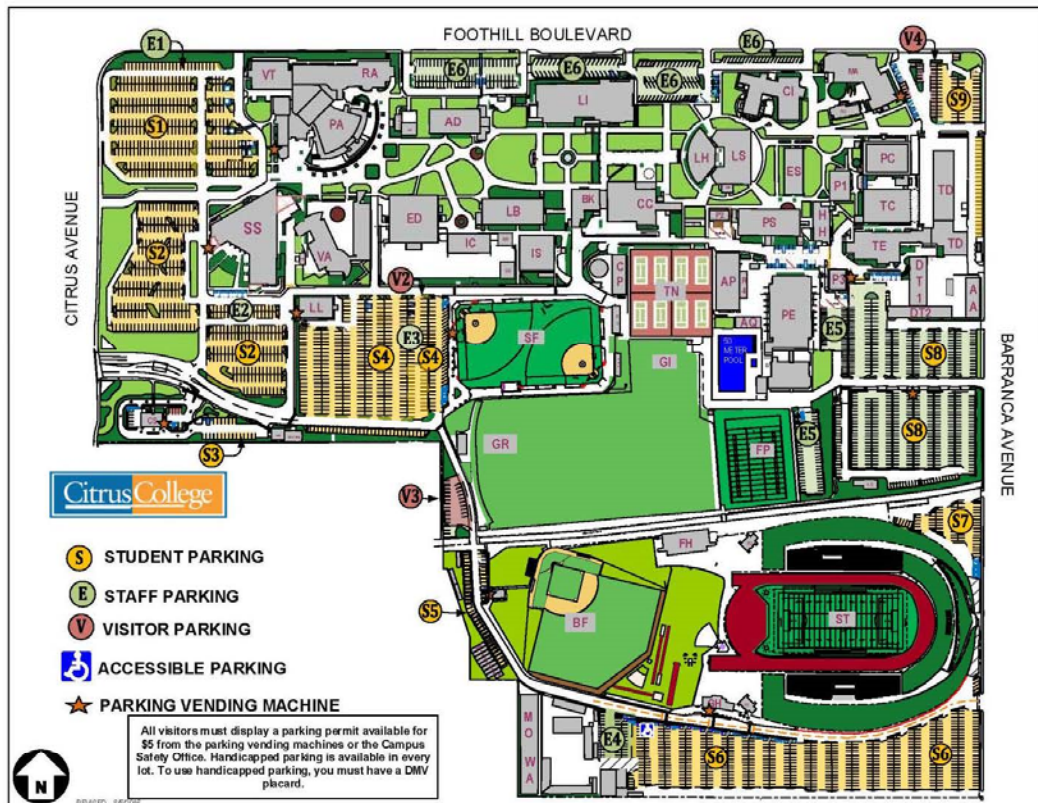 FOOTHILL BOULEVARD
E1
E6
V4
VT
RA
E6
E6
E6
CI
S9
LI
S1
PA
AD
LH
LS
ES
PC
P1
TD
BK
CC
TC
SS
ED
LB
PS
H
H
VA
IC
IS
TE
TD
CITRUS AVENUE
S2
V2
C
P
TN
AP
P3
D
T
1
A
A
E2
LL
PE
DT2
E3
SF
AQ
E5
S2
S4
S4
50
METER
POOL
S8
GI
BARRANCA AVENUE
S3
GR
FP
E5
S8
CitrusCollege
V3
S7
S STUDENT PARKING
FH
E STAFF PARKING
S5
BF
ST
V VISITOR PARKING
ACCESSIBLE PARKING
PARKING VENDING MACHINE
M
O
W
A
E4
S6
S6
All visitors must display a parking permit available for
$5 from the parking vending machines or the Campus
Safety Office. Handicapped parking is available in every
lot. To use handicapped parking, you must have a DMV
placard.
N